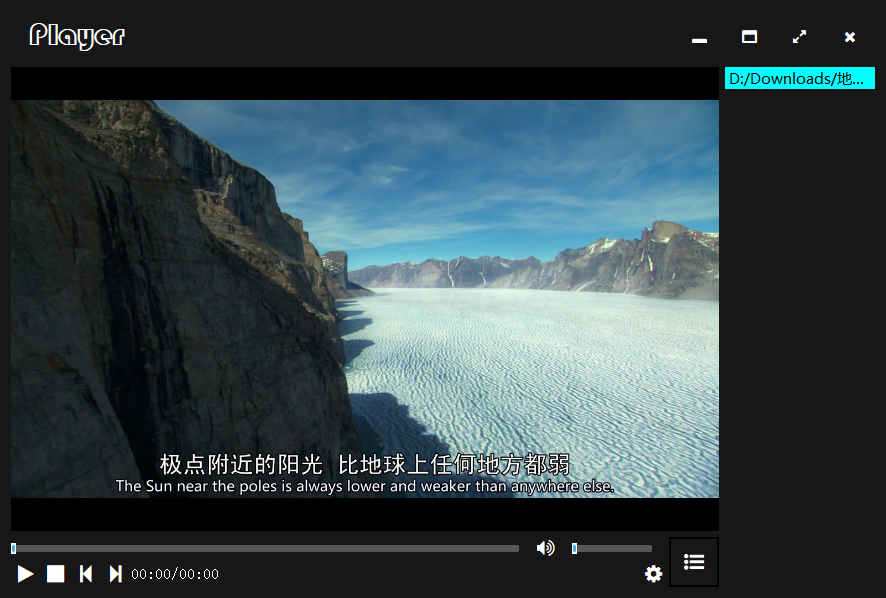 Player
D:/Downloads/地...
极点附近的阳光 比地球上任何地方都弱
The Sun near the poles is always lower and weaker than anywhere else.
00:00/00:00